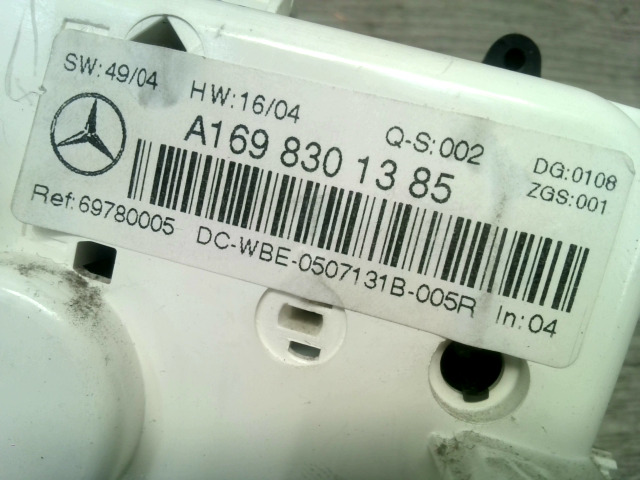 SW:49/04 HW:16/04 Q-S:002 DG:0108
A169 830 13 85 ZGS:001
Ref:69780005 DC-WBE-0507131B-005R In:04